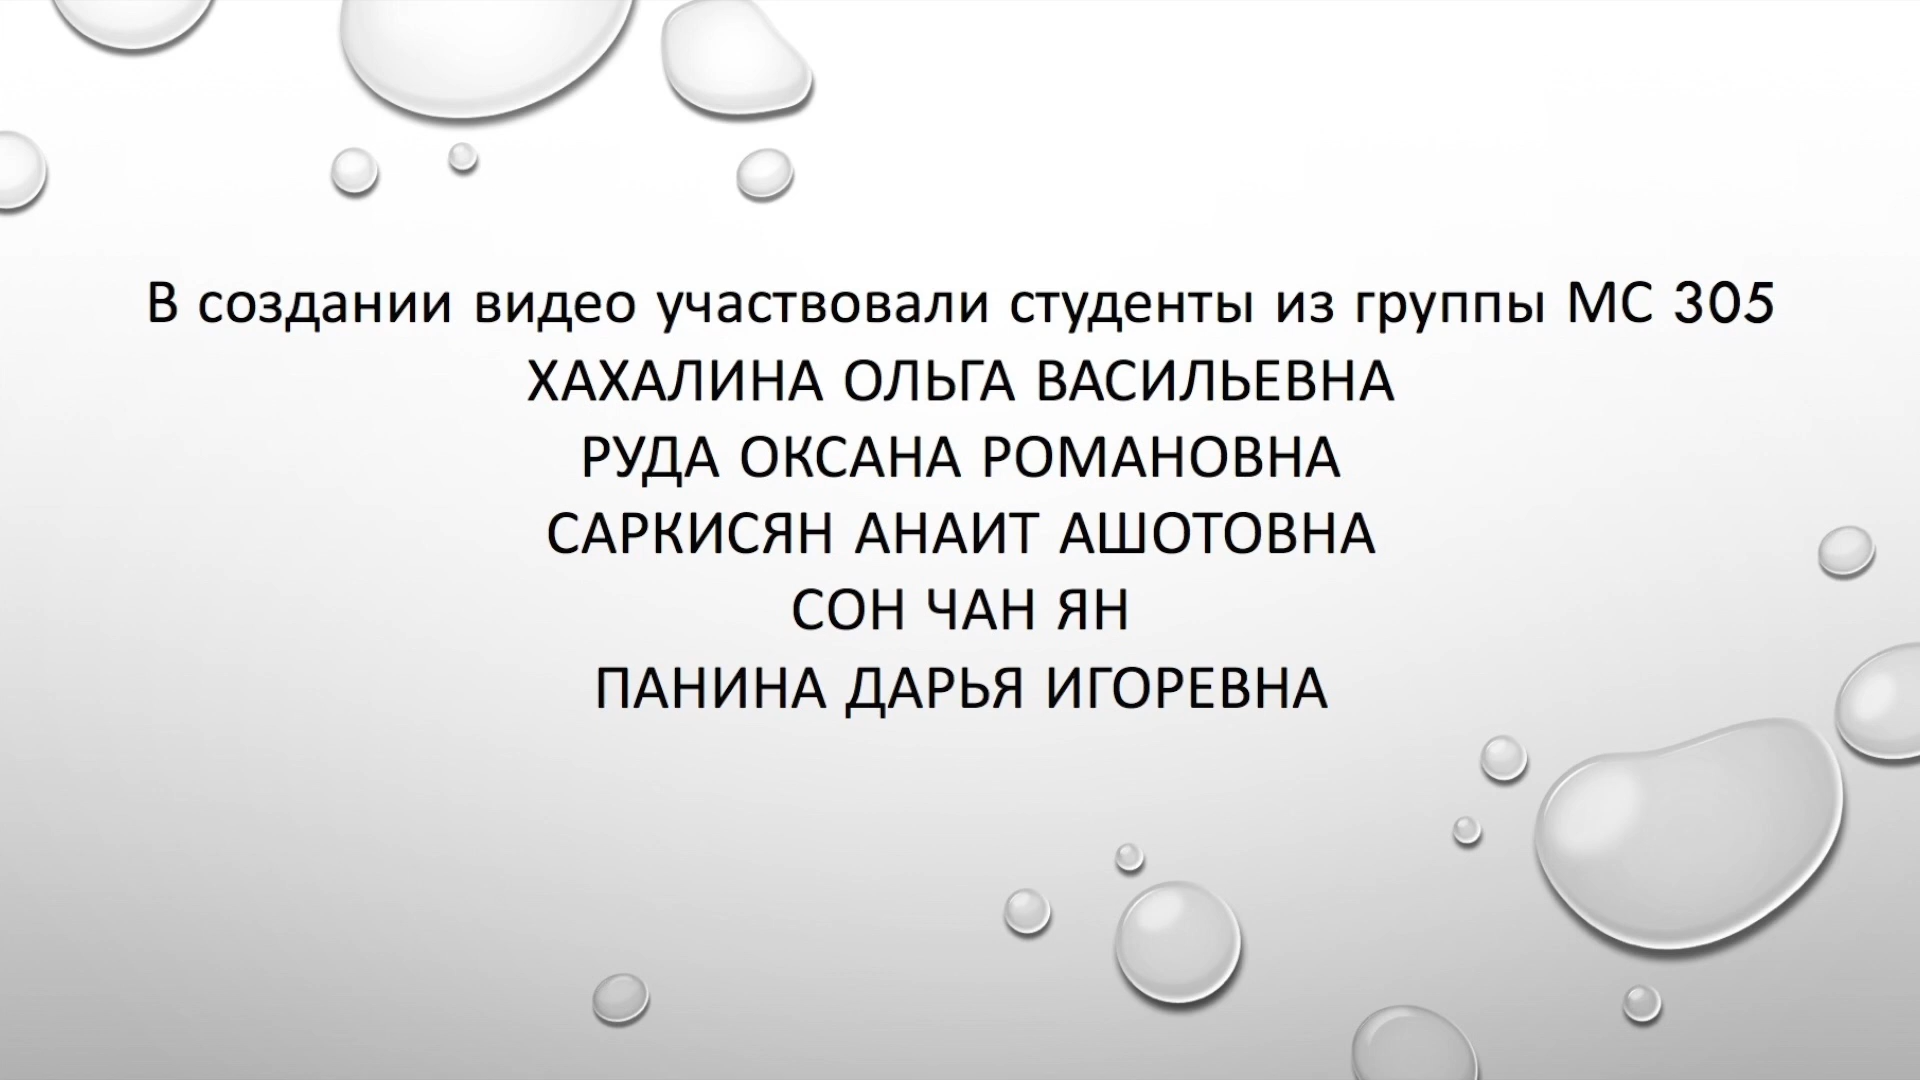 В создании видео участвовали студенты из группы МС 305
ХАХАЛИНА ОЛЬГА ВАСИЛЬЕВНА
РУДА ОКСАНА РОМАНОВНА
САРКИСЯН АНАИТ АШОТОВНА
СОН ЧАН ЯН
ПАНИНА ДАРЬЯ ИГОРЕВНА